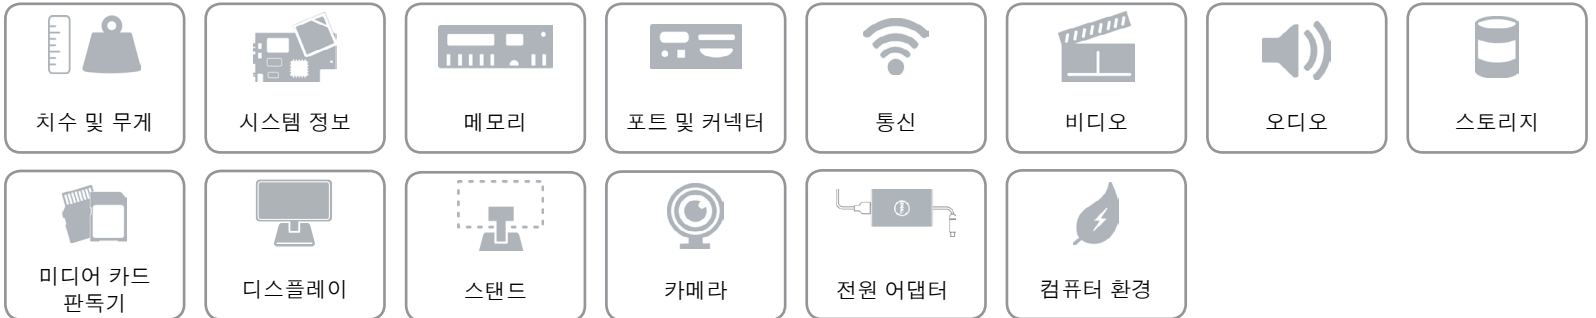 치수 및 무게
시스템 정보
메모리
포트 및 커넥터
통신
비디오
오디오
스토리지
미디어 카드
판독기
디스플레이
스탠드
카메라
전원 어댑터
컴퓨터 환경